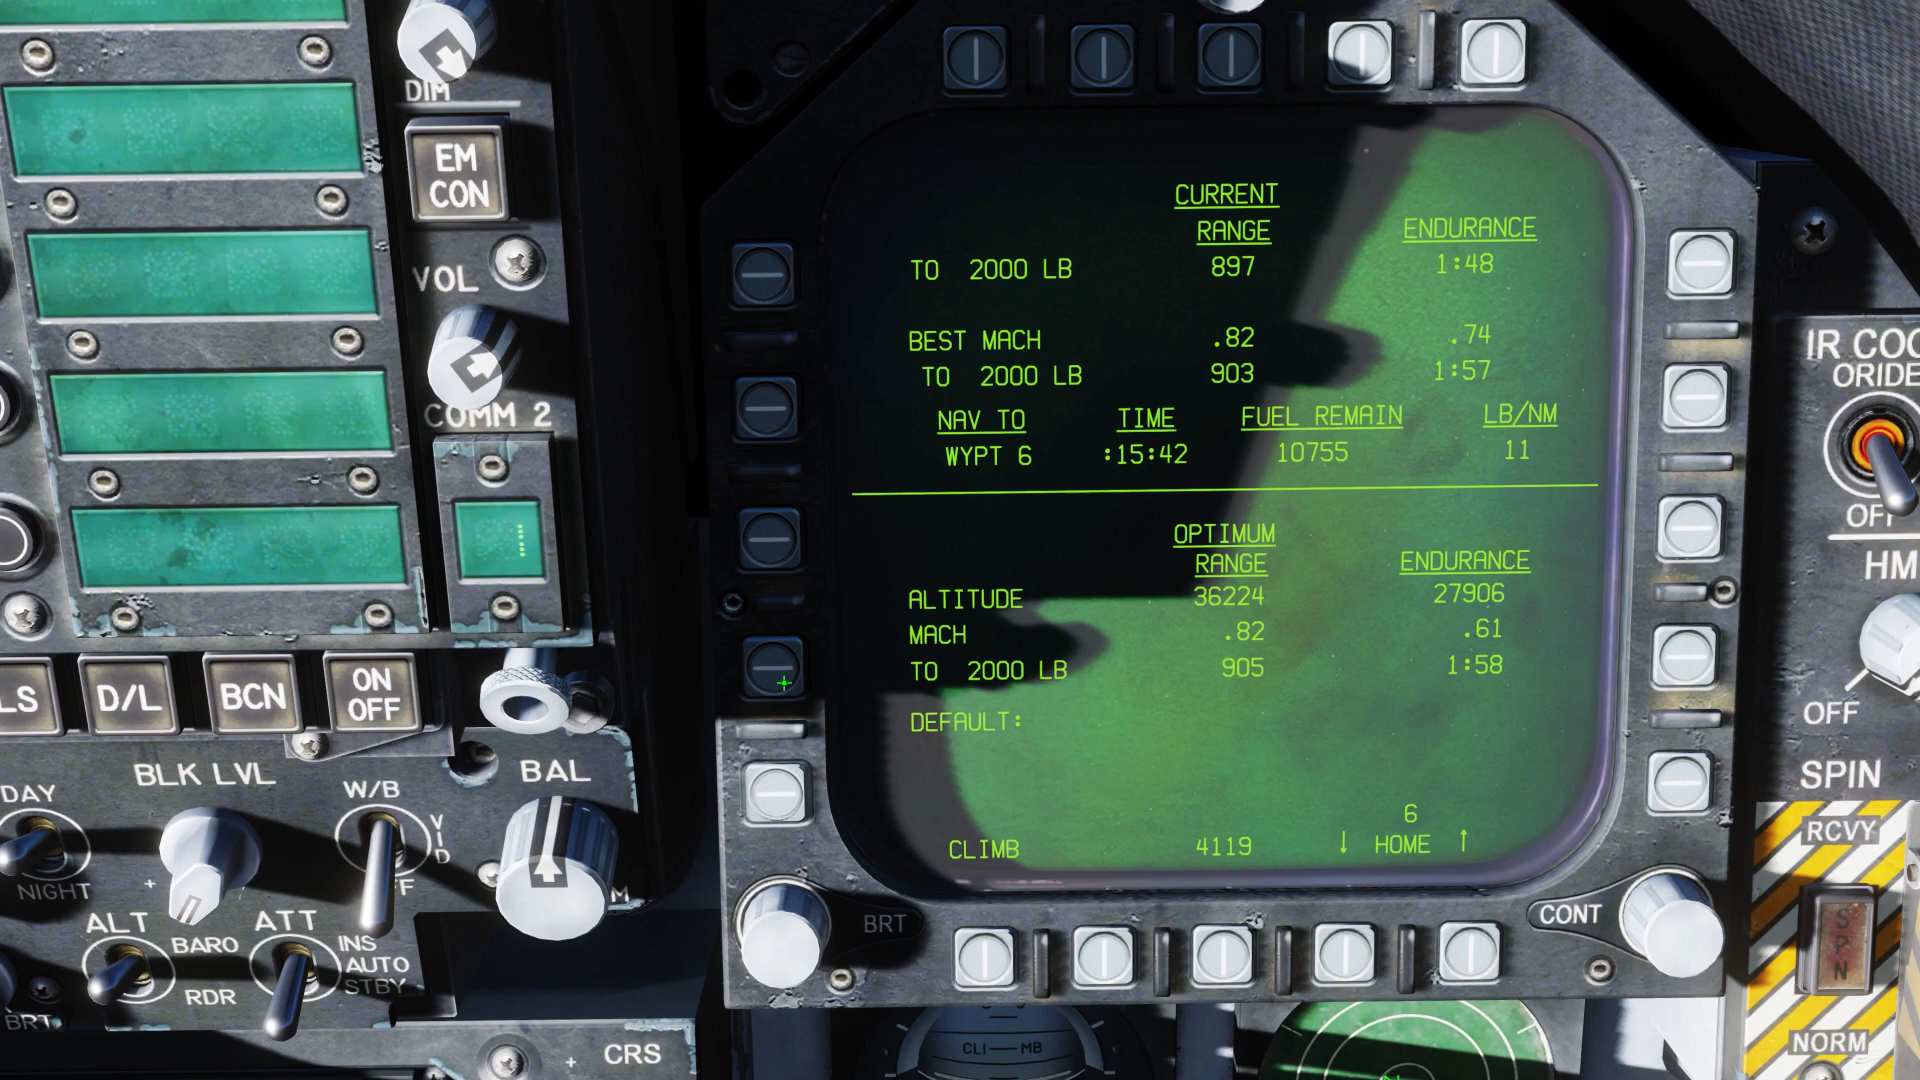 DIM
EM
CON
VOL
COMM 2
LS
D/L
BCN
ON
OFF
BLK LVL
W/B
BAL
DAY
NIGHT
VID
ALT
ATT
BARO
RDR
INS
AUTO
STBY
BRT
CRS
CURRENT
RANGE ENDURANCE
TO 2000 LB 897 1:48
BEST MACH .82 .74
TO 2000 LB 903 1:57
NAV TO TIME FUEL REMAIN LB/NM
WYPT 6 :15:42 10755 11
OPTIMUM
RANGE ENDURANCE
ALTITUDE 36224 27906
MACH .82 .61
TO 2000 LB 905 1:58
DEFAULT:
6
CLIMB 4119 ↓ HOME ↑
BRT
CONT
CLI MB
IR COO
ORIDE
OFF
HM
OFF
SPIN
RCVY
SPN
NORM